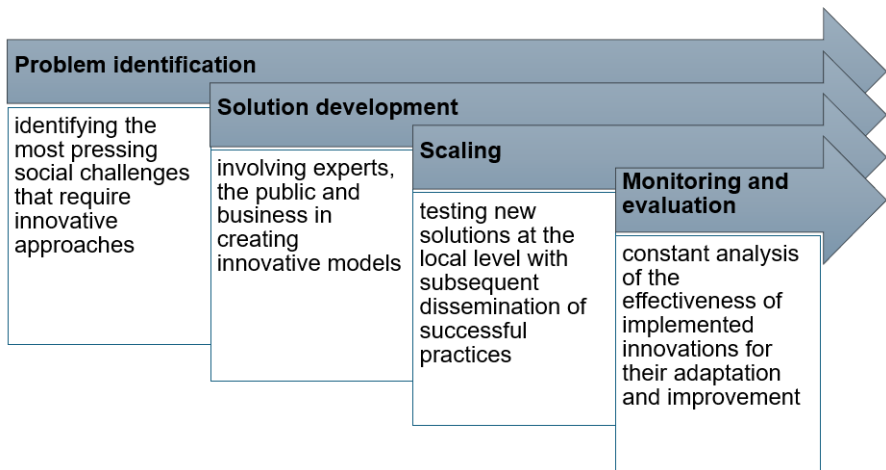 Problem identification
identifying the
most pressing
social challenges
that require
innovative
approaches
Solution development
involving experts,
the public and
business in
creating
innovative models
Scaling
testing new
solutions at the
local level with
subsequent
dissemination of
successful
practices
Monitoring and
evaluation
constant analysis
of the
effectiveness of
implemented
innovations for
their adaptation
and improvement